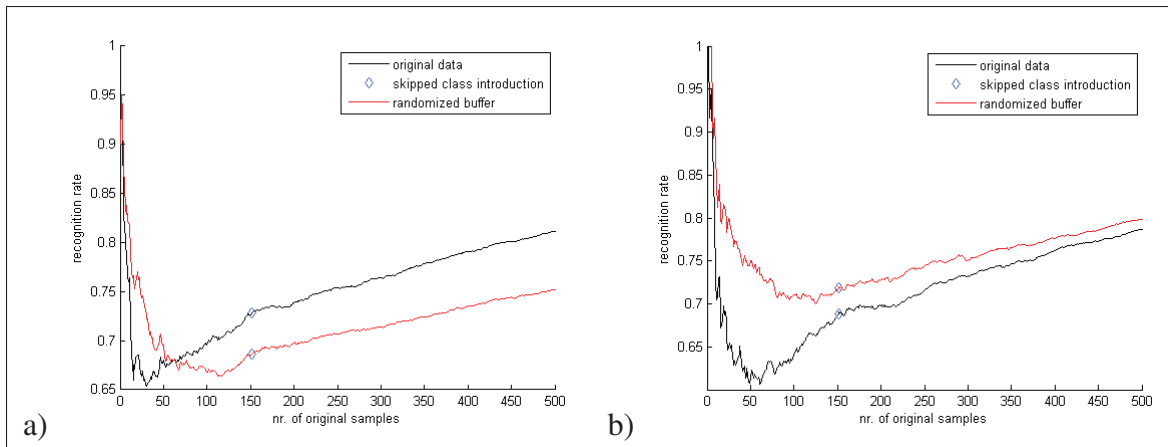 1
0.95
0.9
0.85
0.8
0.75
0.7
0.65
recognition rate
original data
skipped class introduction
randomized buffer
0 50 100 150 200 250 300 350 400 450 500
nr. of original samples
a)
1
0.95
0.9
0.85
0.8
0.75
0.7
0.65
recognition rate
original data
skipped class introduction
randomized buffer
0 50 100 150 200 250 300 350 400 450 500
nr. of original samples
b)